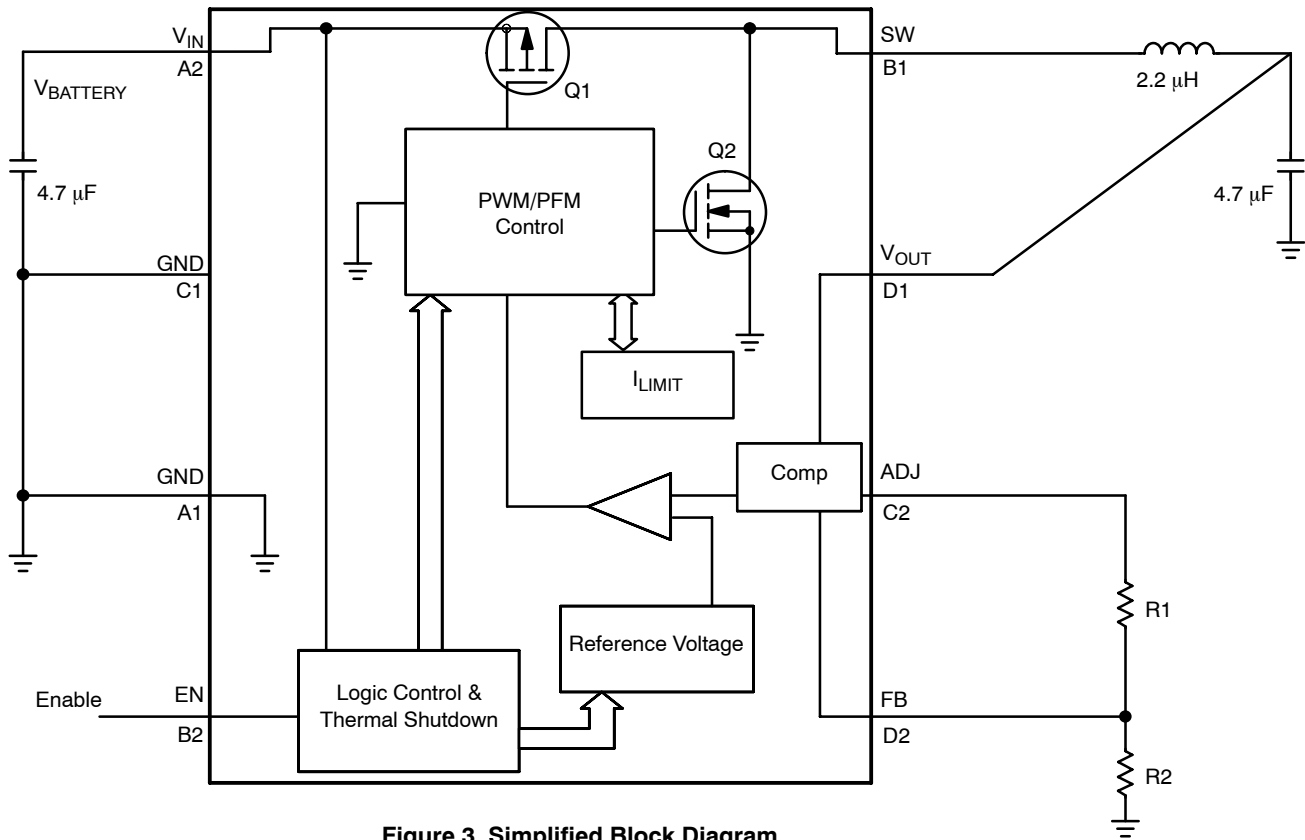 V_IN
A2
V_BATTERY
4.7 μF
GND
C1
GND
A1
Enable
EN
B2
Q1
Q2
PWM/PFM
Control
I_LIMIT
Comp
Reference Voltage
Logic Control &
Thermal Shutdown
SW
B1
2.2 μH
4.7 μF
V_OUT
D1
ADJ
C2
R1
FB
D2
R2
Figure 3. Simplified Block Diagram